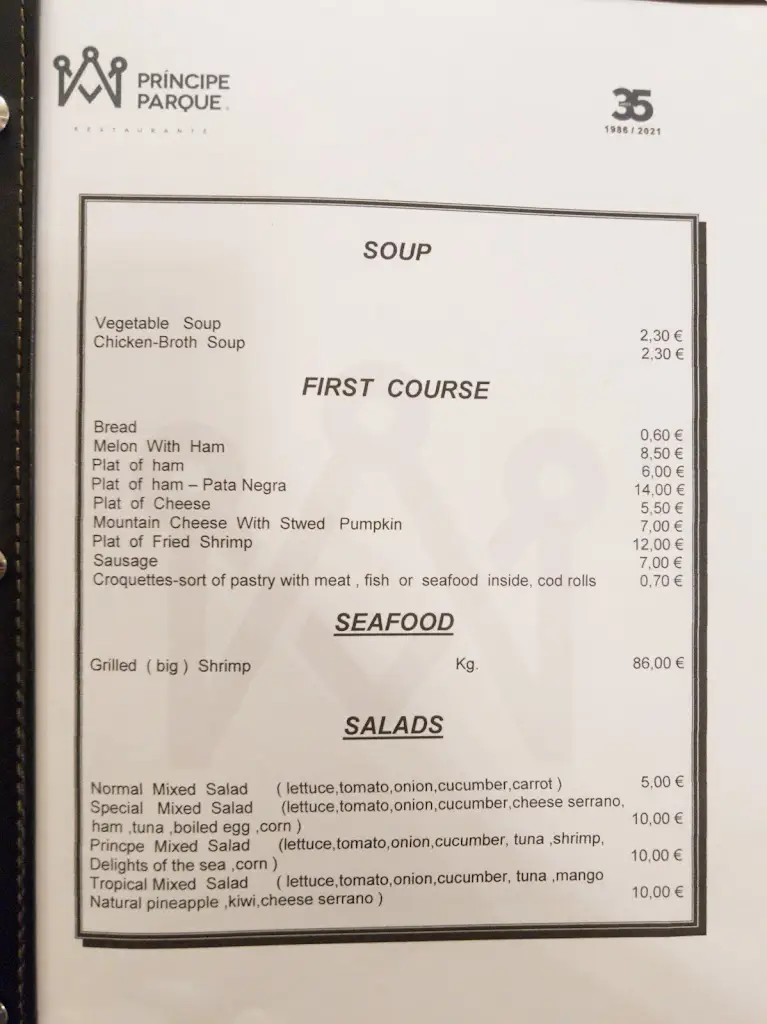 PRÍNCIPE
PARQUE
RESTAURANTE
35
1986 / 2021
SOUP
Vegetable Soup 2,30 €
Chicken-Broth Soup 2,30 €
FIRST COURSE
Bread 0,60 €
Melon With Ham 8,50 €
Plat of ham 6,00 €
Plat of ham – Pata Negra 14,00 €
Plat of Cheese 5,50 €
Mountain Cheese With Stwed Pumpkin 7,00 €
Plat of Fried Shrimp 12,00 €
Sausage 7,00 €
Croquettes-sort of pastry with meat , fish or seafood inside, cod rolls 0,70 €
SEAFOOD
Grilled ( big ) Shrimp Kg. 86,00 €
SALADS
Normal Mixed Salad ( lettuce,tomato,onion,cucumber,carrot ) 5,00 €
Special Mixed Salad (lettuce,tomato,onion,cucumber,cheese serrano,
ham ,tuna ,boiled egg ,corn ) 10,00 €
Princpe Mixed Salad (lettuce,tomato,onion,cucumber, tuna ,shrimp,
Delights of the sea ,corn ) 10,00 €
Tropical Mixed Salad ( lettuce,tomato,onion,cucumber, tuna ,mango
Natural pineapple ,kiwi,cheese serrano ) 10,00 €